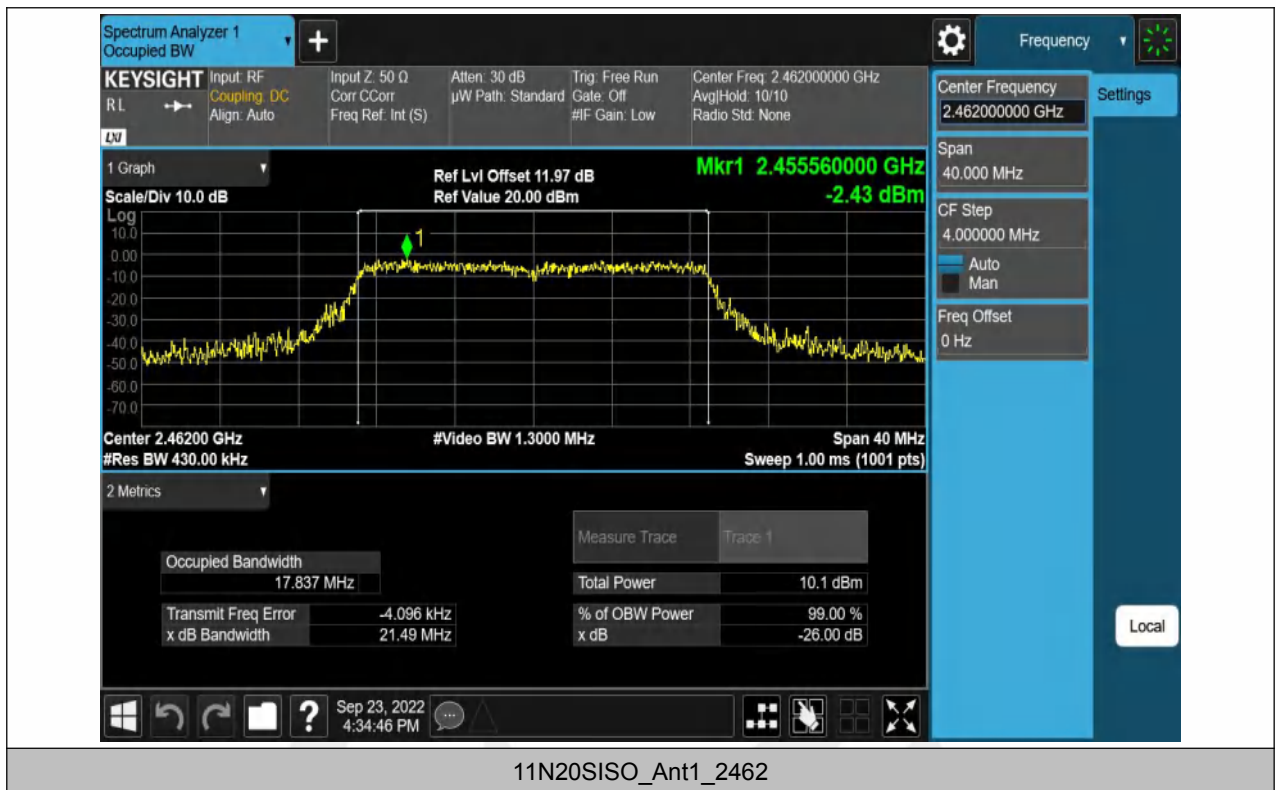 Spectrum Analyzer 1
Occupied BW
+
Frequency
KEYSIGHT
R L
LXI
Input: RF
Coupling: DC
Align: Auto
Input Z: 50 Ω
Corr CCorr
Freq Ref: Int (S)
Atten: 30 dB
µW Path: Standard
Trig: Free Run
Gate: Off
#IF Gain: Low
Center Freq: 2.462000000 GHz
Avg|Hold: 10/10
Radio Std: None
Center Frequency
2.462000000 GHz
Settings
Span
40.000 MHz
CF Step
4.000000 MHz
Auto
Man
Freq Offset
0 Hz
Local
1 Graph
Scale/Div 10.0 dB
Ref Lvl Offset 11.97 dB
Ref Value 20.00 dBm
Mkr1 2.455560000 GHz
-2.43 dBm
Log
10.0
0.00
-10.0
-20.0
-30.0
-40.0
-50.0
-60.0
-70.0
1
Center 2.46200 GHz
#Res BW 430.00 kHz
#Video BW 1.3000 MHz
Span 40 MHz
Sweep 1.00 ms (1001 pts)
2 Metrics
Measure Trace
Trace 1
Occupied Bandwidth
17.837 MHz
Total Power
10.1 dBm
Transmit Freq Error
-4.096 kHz
% of OBW Power
99.00 %
x dB Bandwidth
21.49 MHz
x dB
-26.00 dB
?
Sep 23, 2022
4:34:46 PM
11N20SISO_Ant1_2462